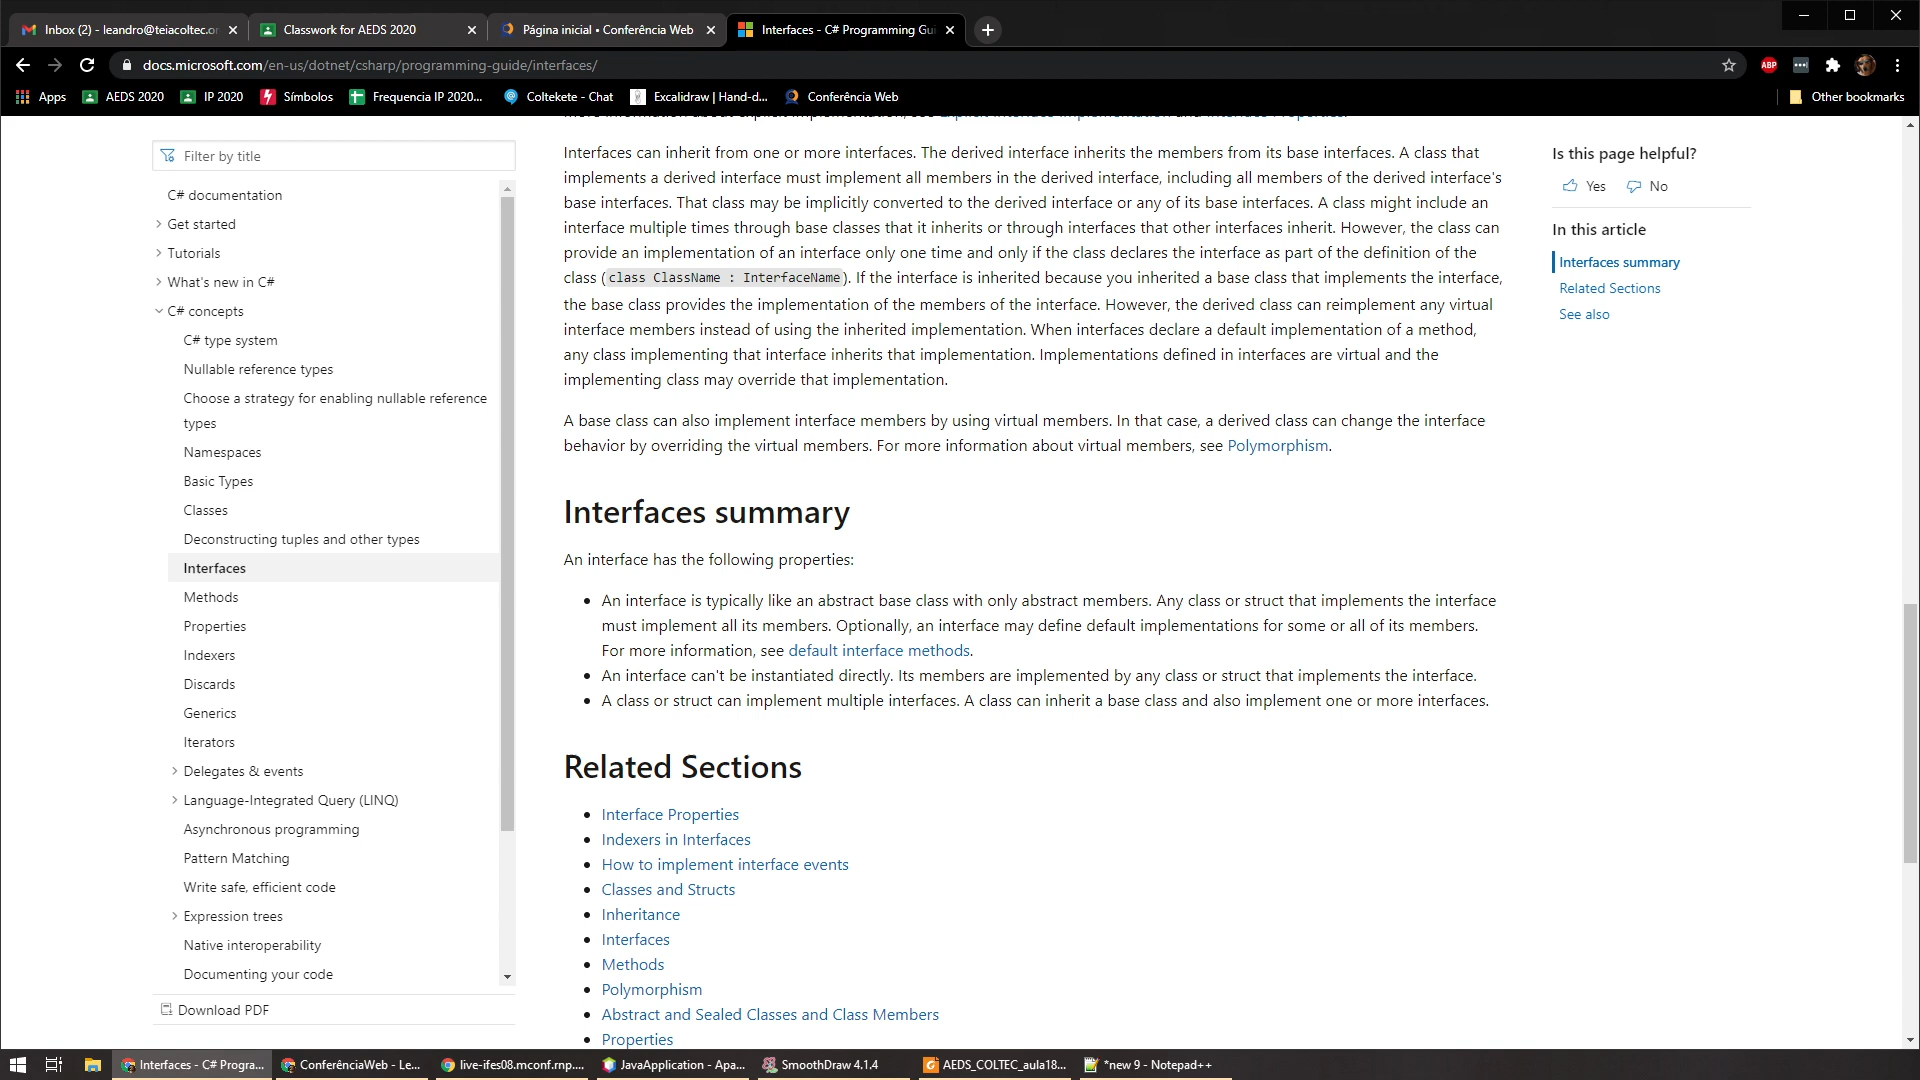 Inbox (2) - leandro@teiacoltec.or
Classwork for AEDS 2020
Página inicial • Conferência Web
Interfaces - C# Programming Gui
docs.microsoft.com/en-us/dotnet/csharp/programming-guide/interfaces/
ABP
Apps
AEDS 2020
IP 2020
Símbolos
Frequencia IP 2020...
Coltekete - Chat
Excalidraw | Hand-d...
Conferência Web
Other bookmarks
Filter by title
C# documentation
Get started
Tutorials
What's new in C#
C# concepts
C# type system
Nullable reference types
Choose a strategy for enabling nullable reference
types
Namespaces
Basic Types
Classes
Deconstructing tuples and other types
Interfaces
Methods
Properties
Indexers
Discards
Generics
Iterators
Delegates & events
Language-Integrated Query (LINQ)
Asynchronous programming
Pattern Matching
Write safe, efficient code
Expression trees
Native interoperability
Documenting your code
Download PDF
more information about explicit implementation, see Explicit Interface Implementation and Interface Properties.
Interfaces can inherit from one or more interfaces. The derived interface inherits the members from its base interfaces. A class that
implements a derived interface must implement all members in the derived interface, including all members of the derived interface's
base interfaces. That class may be implicitly converted to the derived interface or any of its base interfaces. A class might include an
interface multiple times through base classes that it inherits or through interfaces that other interfaces inherit. However, the class can
provide an implementation of an interface only one time and only if the class declares the interface as part of the definition of the
class (class ClassName : InterfaceName). If the interface is inherited because you inherited a base class that implements the interface,
the base class provides the implementation of the members of the interface. However, the derived class can reimplement any virtual
interface members instead of using the inherited implementation. When interfaces declare a default implementation of a method,
any class implementing that interface inherits that implementation. Implementations defined in interfaces are virtual and the
implementing class may override that implementation.
A base class can also implement interface members by using virtual members. In that case, a derived class can change the interface
behavior by overriding the virtual members. For more information about virtual members, see Polymorphism.
Interfaces summary
An interface has the following properties:
• An interface is typically like an abstract base class with only abstract members. Any class or struct that implements the interface
must implement all its members. Optionally, an interface may define default implementations for some or all of its members.
For more information, see default interface methods.
• An interface can't be instantiated directly. Its members are implemented by any class or struct that implements the interface.
• A class or struct can implement multiple interfaces. A class can inherit a base class and also implement one or more interfaces.
Related Sections
• Interface Properties
• Indexers in Interfaces
• How to implement interface events
• Classes and Structs
• Inheritance
• Interfaces
• Methods
• Polymorphism
• Abstract and Sealed Classes and Class Members
• Properties
Is this page helpful?
Yes
No
In this article
Interfaces summary
Related Sections
See also
Interfaces - C# Progra...
ConferênciaWeb - Le...
live-ifes08.mconf.rnp....
JavaApplication - Apa...
SmoothDraw 4.1.4
AEDS_COLTEC_aula18...
*new 9 - Notepad++